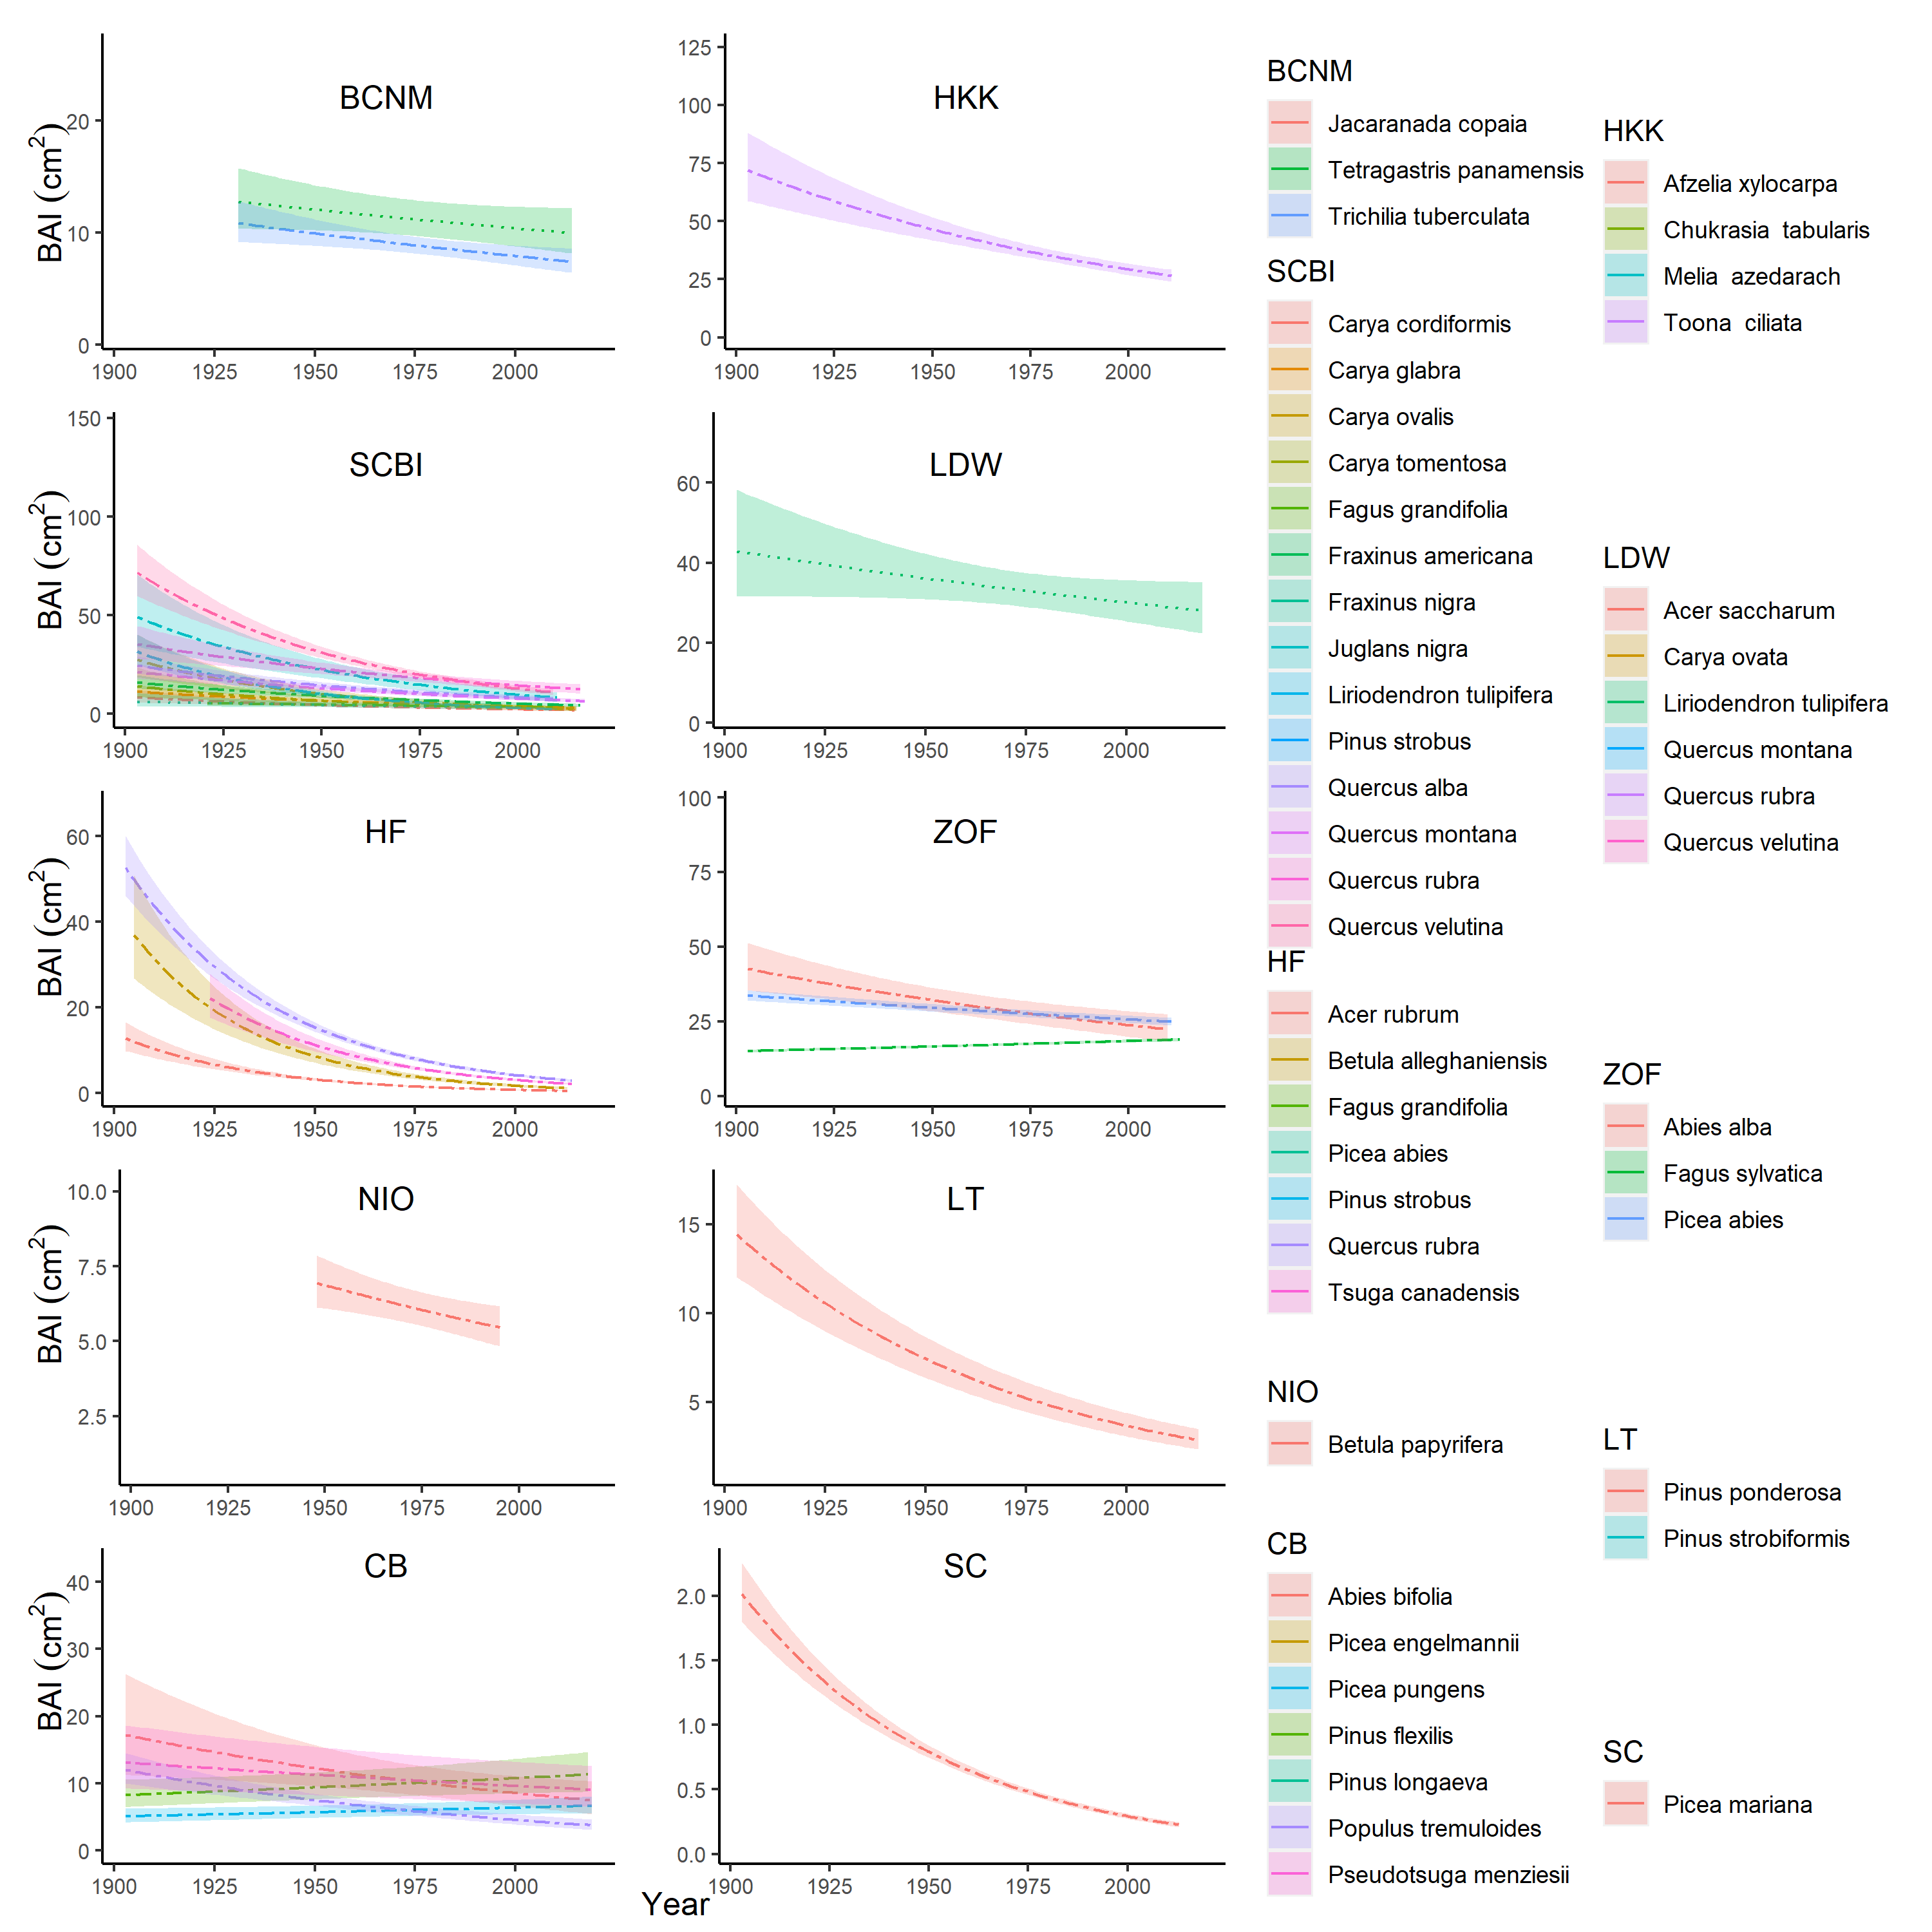 BCNM
BAI (cm2)
20
10
0
1900 1925 1950 1975 2000
HKK
125
100
75
50
25
0
1900 1925 1950 1975 2000
SCBI
BAI (cm2)
150
100
50
0
1900 1925 1950 1975 2000
LDW
60
40
20
0
1900 1925 1950 1975 2000
HF
BAI (cm2)
60
40
20
0
1900 1925 1950 1975 2000
ZOF
100
75
50
25
0
1900 1925 1950 1975 2000
NIO
BAI (cm2)
10.0
7.5
5.0
2.5
1900 1925 1950 1975 2000
LT
15
10
5
1900 1925 1950 1975 2000
CB
BAI (cm2)
40
30
20
10
0
1900 1925 1950 1975 2000
SC
2.0
1.5
1.0
0.5
0.0
1900 1925 1950 1975 2000
Year
BCNM
Jacaranada copaia
Tetragastris panamensis
Trichilia tuberculata
SCBI
Carya cordiformis
Carya glabra
Carya ovalis
Carya tomentosa
Fagus grandifolia
Fraxinus americana
Fraxinus nigra
Juglans nigra
Liriodendron tulipifera
Pinus strobus
Quercus alba
Quercus montana
Quercus rubra
Quercus velutina
HF
Acer rubrum
Betula alleghaniensis
Fagus grandifolia
Picea abies
Pinus strobus
Quercus rubra
Tsuga canadensis
NIO
Betula papyrifera
CB
Abies bifolia
Picea engelmannii
Picea pungens
Pinus flexilis
Pinus longaeva
Populus tremuloides
Pseudotsuga menziesii
HKK
Afzelia xylocarpa
Chukrasia  tabularis
Melia  azedarach
Toona  ciliata
LDW
Acer saccharum
Carya ovata
Liriodendron tulipifera
Quercus montana
Quercus rubra
Quercus velutina
ZOF
Abies alba
Fagus sylvatica
Picea abies
LT
Pinus ponderosa
Pinus strobiformis
SC
Picea mariana